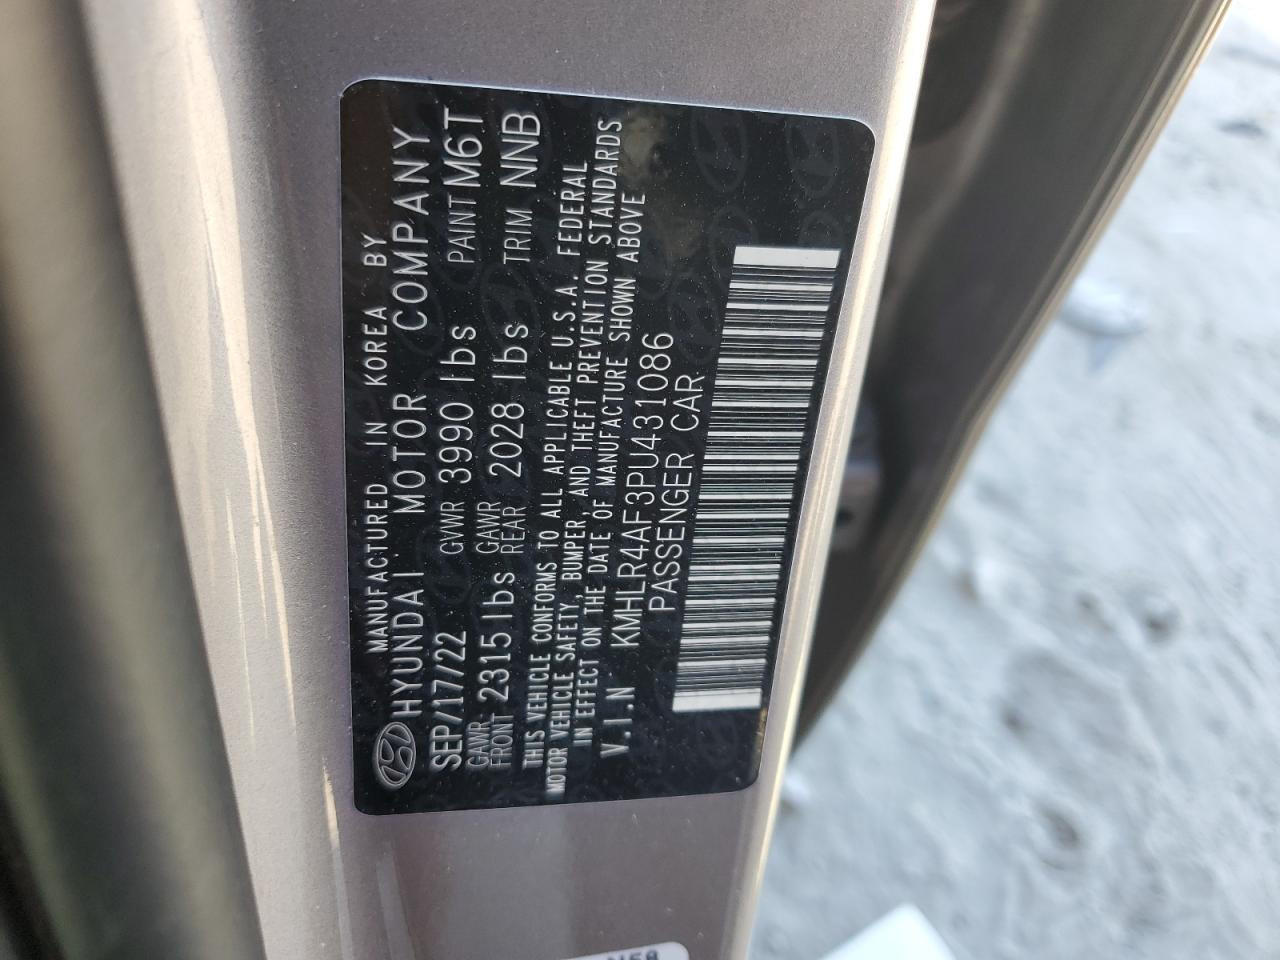 MANUFACTURED IN KOREA BY
HYUNDAI MOTOR COMPANY
SEP/17/22 GVWR 3990 lbs PAINT M6T
GAWR FRONT 2315 lbs GAWR REAR 2028 lbs TRIM NNB
THIS VEHICLE CONFORMS TO ALL APPLICABLE U.S.A. FEDERAL
MOTOR VEHICLE SAFETY, BUMPER, AND THEFT PREVENTION STANDARDS
IN EFFECT ON THE DATE OF MANUFACTURE SHOWN ABOVE
V.I.N KMHLR4AF3PU431086
PASSENGER CAR